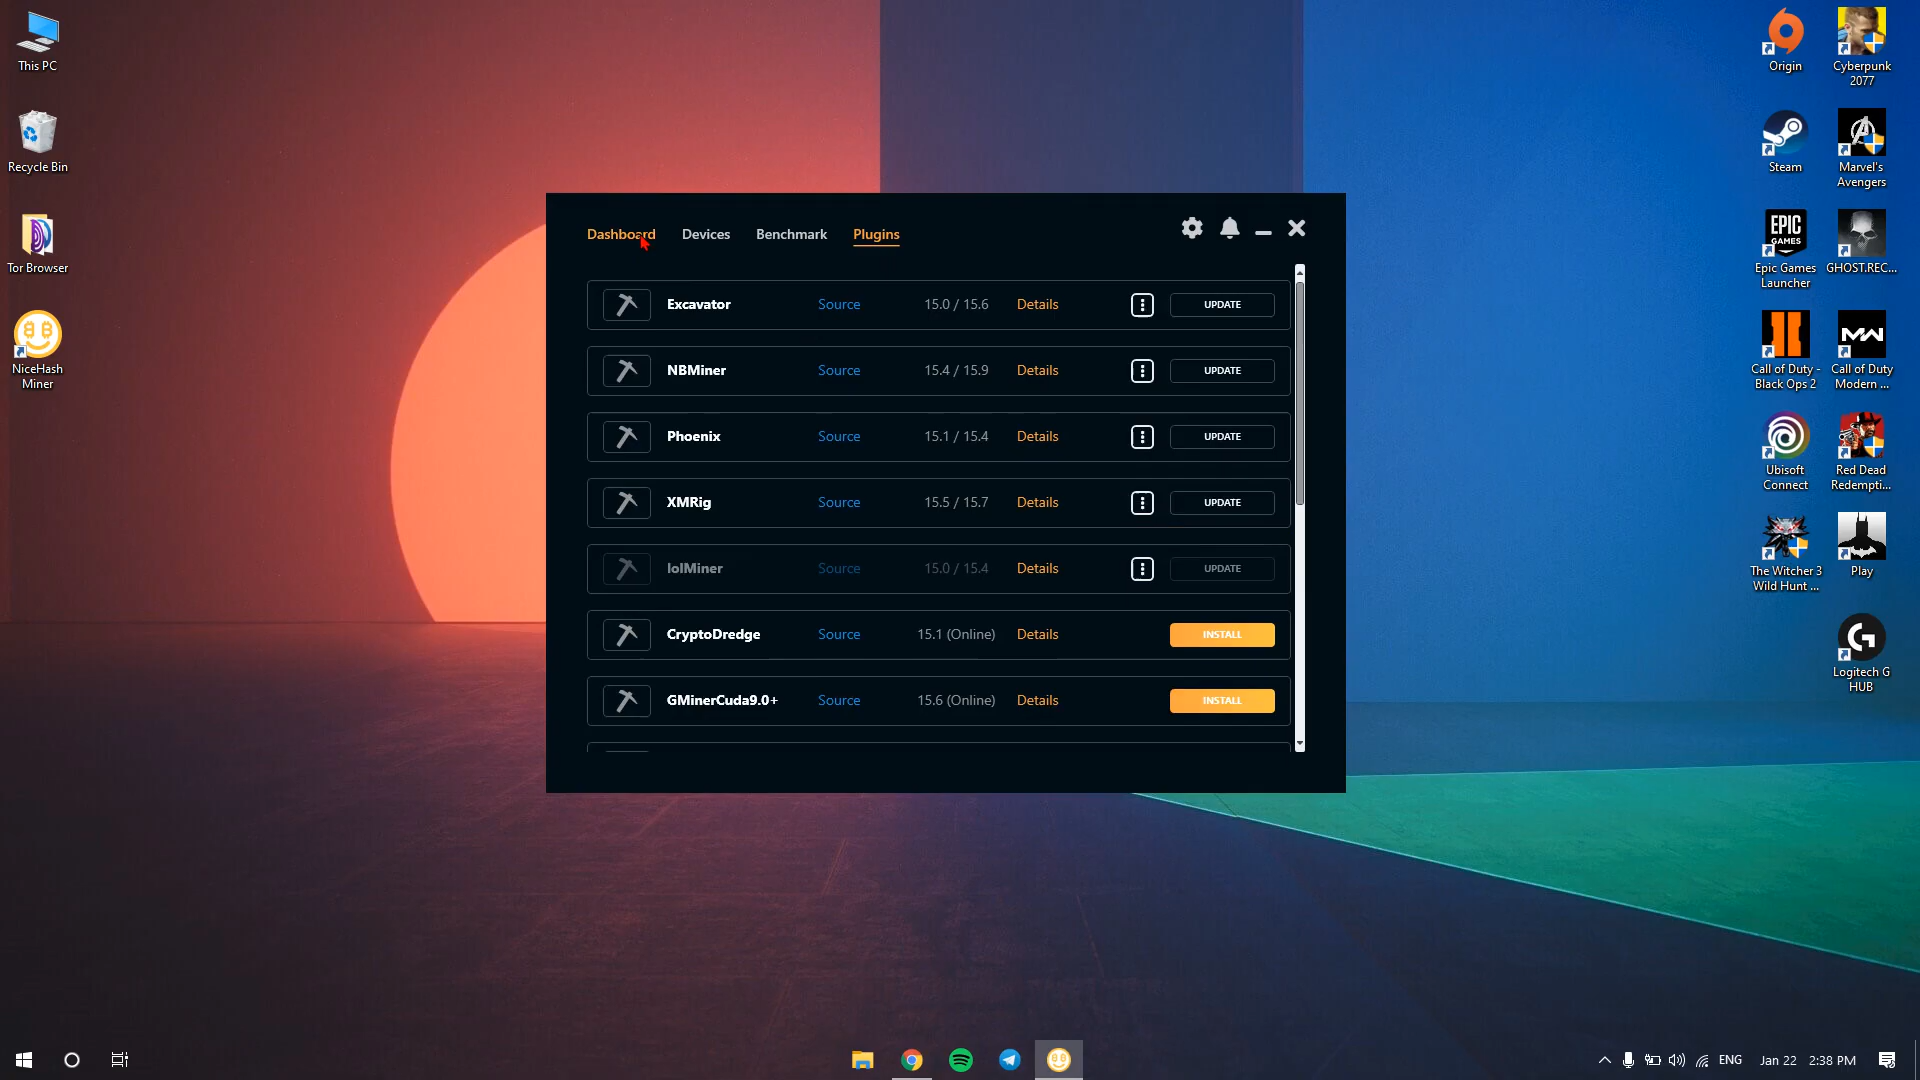 This PC
Recycle Bin
Tor Browser
NiceHash
Miner
Dashboard Devices Benchmark Plugins
Excavator Source 15.0 / 15.6 Details UPDATE
NBMiner Source 15.4 / 15.9 Details UPDATE
Phoenix Source 15.1 / 15.4 Details UPDATE
XMRig Source 15.5 / 15.7 Details UPDATE
lolMiner Source 15.0 / 15.4 Details UPDATE
CryptoDredge Source 15.1 (Online) Details INSTALL
GMinerCuda9.0+ Source 15.6 (Online) Details INSTALL
Origin
Cyberpunk
2077
Steam
Marvel's
Avengers
EPIC
GAMES
Epic Games
Launcher
GHOST.REC...
Call of Duty -
Black Ops 2
MW
Call of Duty
Modern ...
Ubisoft
Connect
Red Dead
Redempti...
The Witcher 3
Wild Hunt ...
Play
Logitech G
HUB
ENG Jan 22 2:38 PM